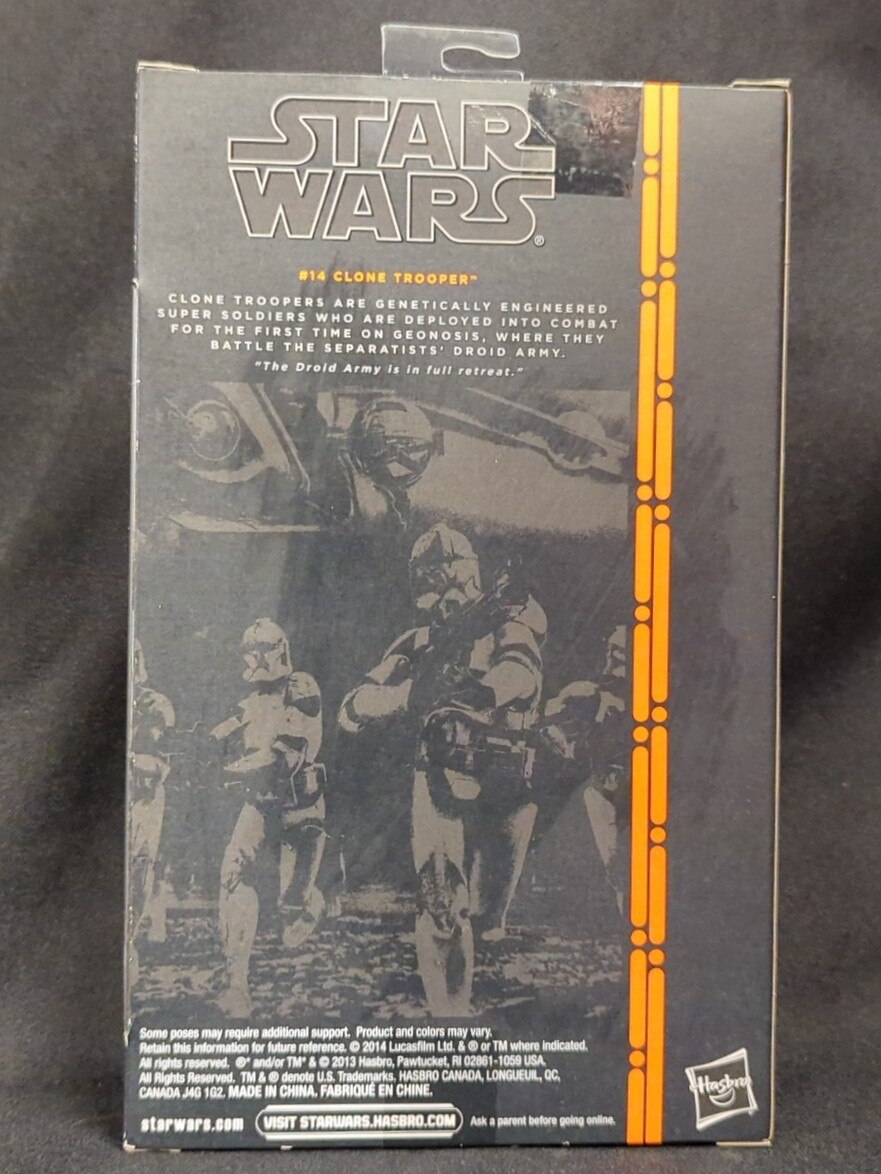 STAR
WARS®
#14 CLONE TROOPER™
CLONE TROOPERS ARE GENETICALLY ENGINEERED
SUPER SOLDIERS WHO ARE DEPLOYED INTO COMBAT
FOR THE FIRST TIME ON GEONOSIS, WHERE THEY
BATTLE THE SEPARATISTS' DROID ARMY.
"The Droid Army is in full retreat."
Some poses may require additional support. Product and colors may vary.
Retain this information for future reference. © 2014 Lucasfilm Ltd. & ® or TM where indicated.
All rights reserved. ®* and/or TM* & © 2013 Hasbro, Pawtucket, RI 02861-1059 USA.
All Rights Reserved. TM & ® denote U.S. Trademarks. HASBRO CANADA, LONGUEUIL, QC,
CANADA J4G 1G2. MADE IN CHINA. FABRIQUÉ EN CHINE.
starwars.com VISIT STARWARS.HASBRO.COM Ask a parent before going online.
Hasbro